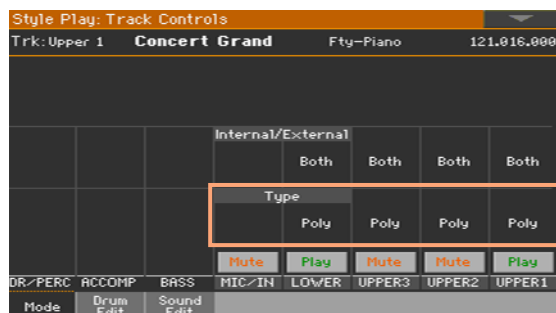 Style Play: Track Controls
Trk:Upper 1 Concert Grand Fty-Piano 121.016.000
Internal/External
Both Both Both Both
Type
Poly Poly Poly Poly
Mute Play Mute Mute Play
DR/PERC ACCOMP BASS MIC/IN LOWER UPPER3 UPPER2 UPPER1
Mode Drum Edit Sound Edit